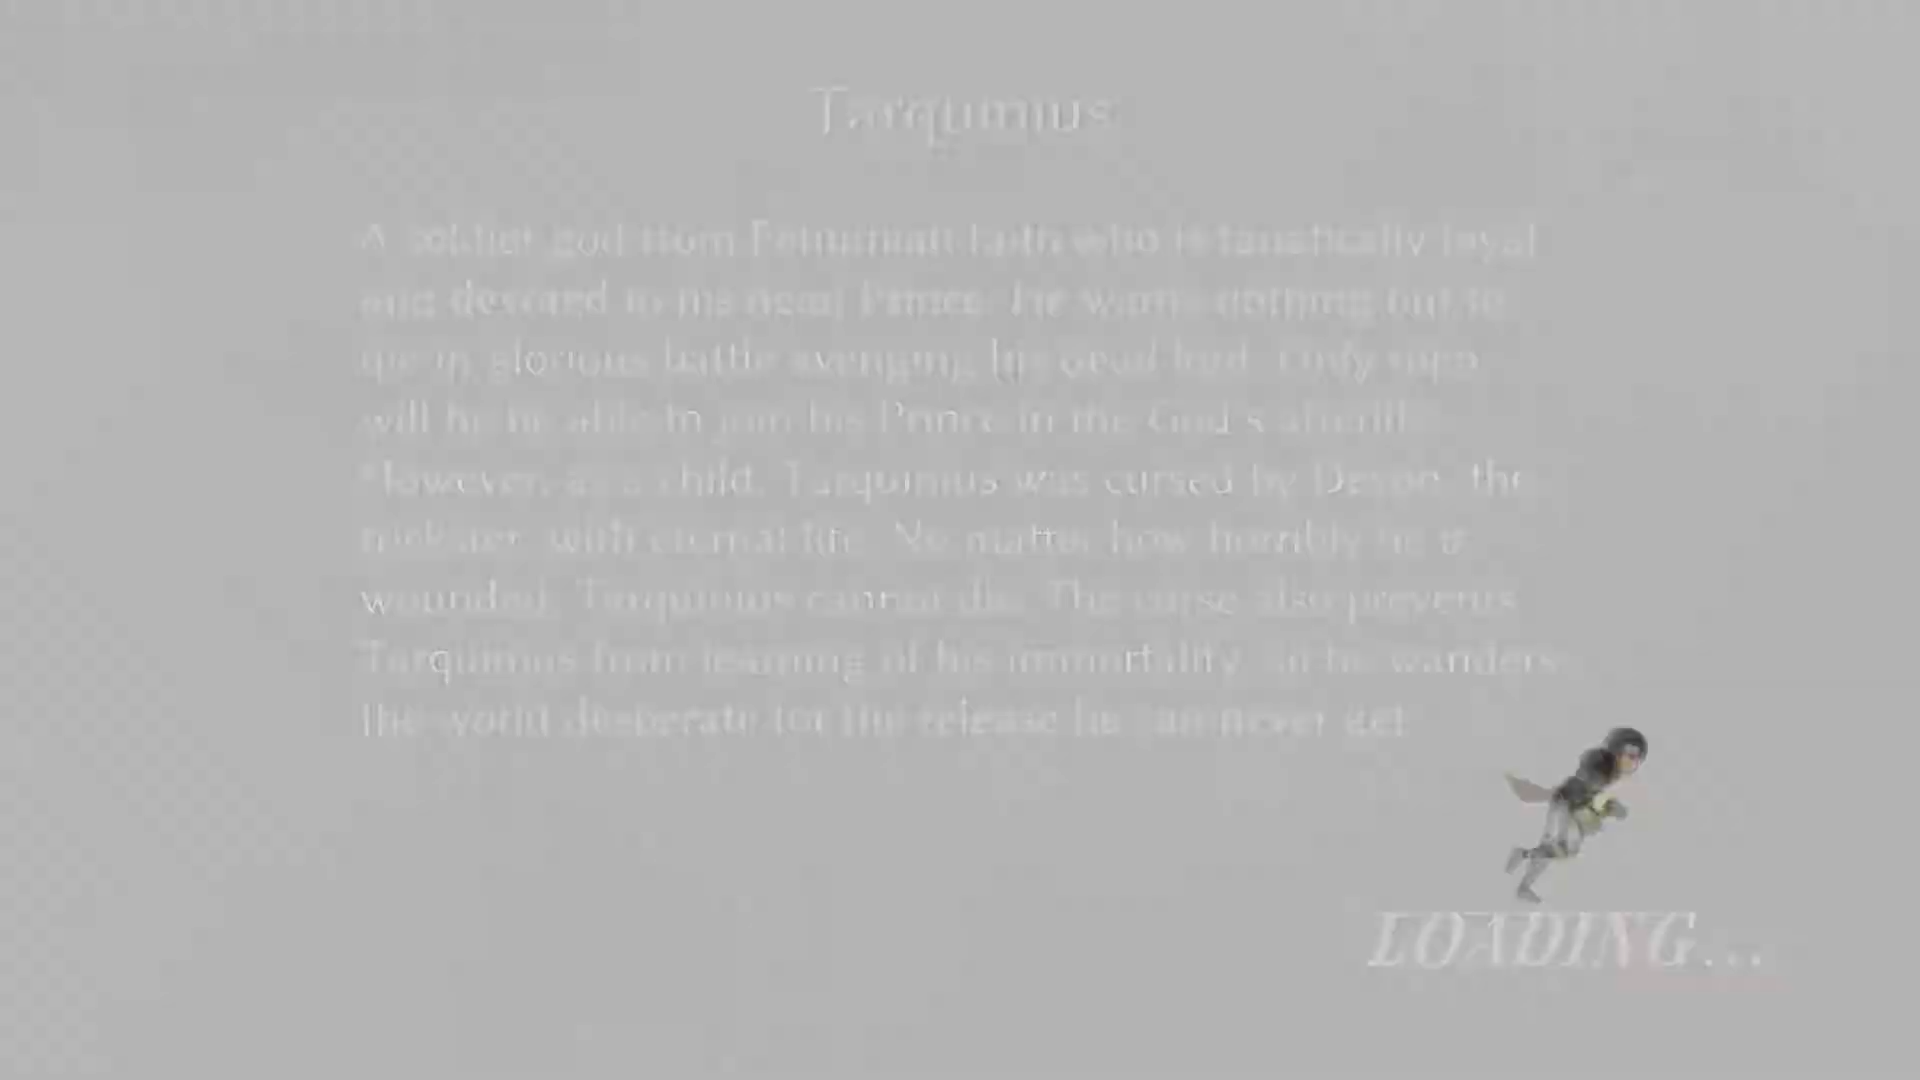 Tarquinius
A soldier god from faith who is fanatically loyal
and devoted to his dead Prince. He wants nothing but to
die in glorious battle avenging his dead lord. Only then
will he be able to join his Prince in the God's afterlife.
However, as a child, Tarquinius was cursed by the
trickster, with eternal life. No matter how horribly he is
wounded, Tarquinius cannot die. The curse also prevents
Tarquinius from learning of his immortality, so he wanders
the world desperate for the release he can never get.
LOADING...